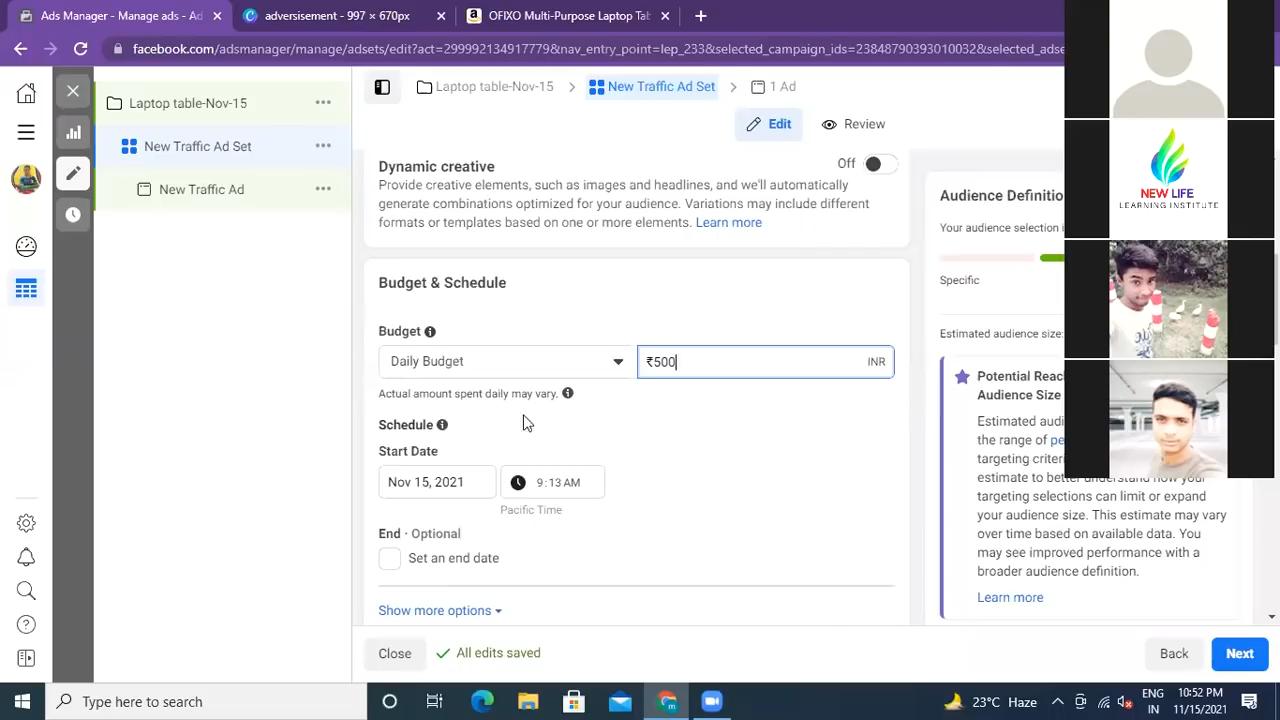 Ads Manager - Manage ads - Ad
advertisement - 997 × 670px
OFIXO Multi-Purpose Laptop Tab
facebook.com/adsmanager/manage/adsets/edit?act=299992134917779&nav_entry_point=lep_233&selected_campaign_ids=23848790393010032&selected_adse
Laptop table-Nov-15
New Traffic Ad Set
New Traffic Ad
Laptop table-Nov-15
New Traffic Ad Set
1 Ad
Edit
Review
Dynamic creative
Off
Provide creative elements, such as images and headlines, and we'll automatically
generate combinations optimized for your audience. Variations may include different
formats or templates based on one or more elements. Learn more
Budget & Schedule
Budget
Daily Budget
₹500
INR
Actual amount spent daily may vary.
Schedule
Start Date
Nov 15, 2021
9:13 AM
Pacific Time
End · Optional
Set an end date
Show more options
Audience Definitio
Your audience selection i
Specific
Estimated audience size:
Potential Reac
Audience Size
Estimated audi
the range of pe
targeting criteri
estimate to better understand how your
targeting selections can limit or expand
your audience size. This estimate may vary
over time based on available data. You
may see improved performance with a
broader audience definition.
Learn more
NEW LIFE
LEARNING INSTITUTE
Close
All edits saved
Back
Next
Type here to search
23°C Haze
ENG
IN
10:52 PM
11/15/2021